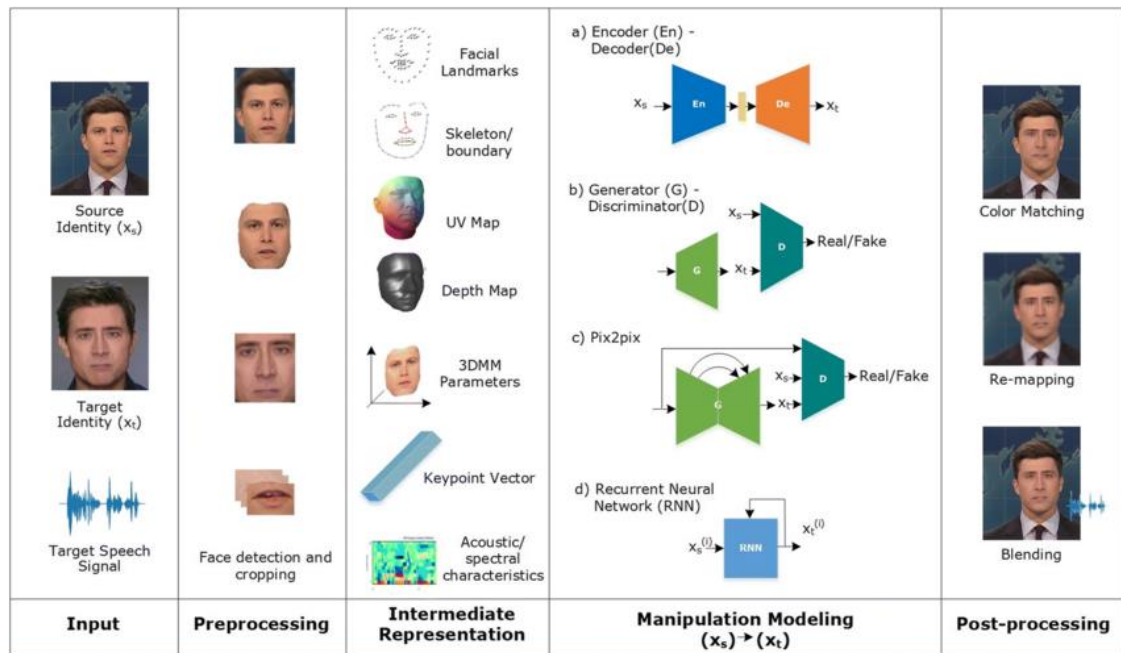 Source
Identity (xs)
Target
Identity (xt)
Target Speech
Signal
Input
Face detection and
cropping
Preprocessing
Facial
Landmarks
Skeleton/
boundary
UV Map
Depth Map
3DMM
Parameters
Keypoint Vector
Acoustic/
spectral
characteristics
Intermediate
Representation
a) Encoder (En) -
Decoder(De)
xs
En
De
xt
b) Generator (G) -
Discriminator(D)
xs
G
xt
D
Real/Fake
c) Pix2pix
G
xs
xt
D
Real/Fake
d) Recurrent Neural
Network (RNN)
xs(i)
RNN
xt(i)
Manipulation Modeling
(xs)→(xt)
Color Matching
Re-mapping
Blending
Post-processing